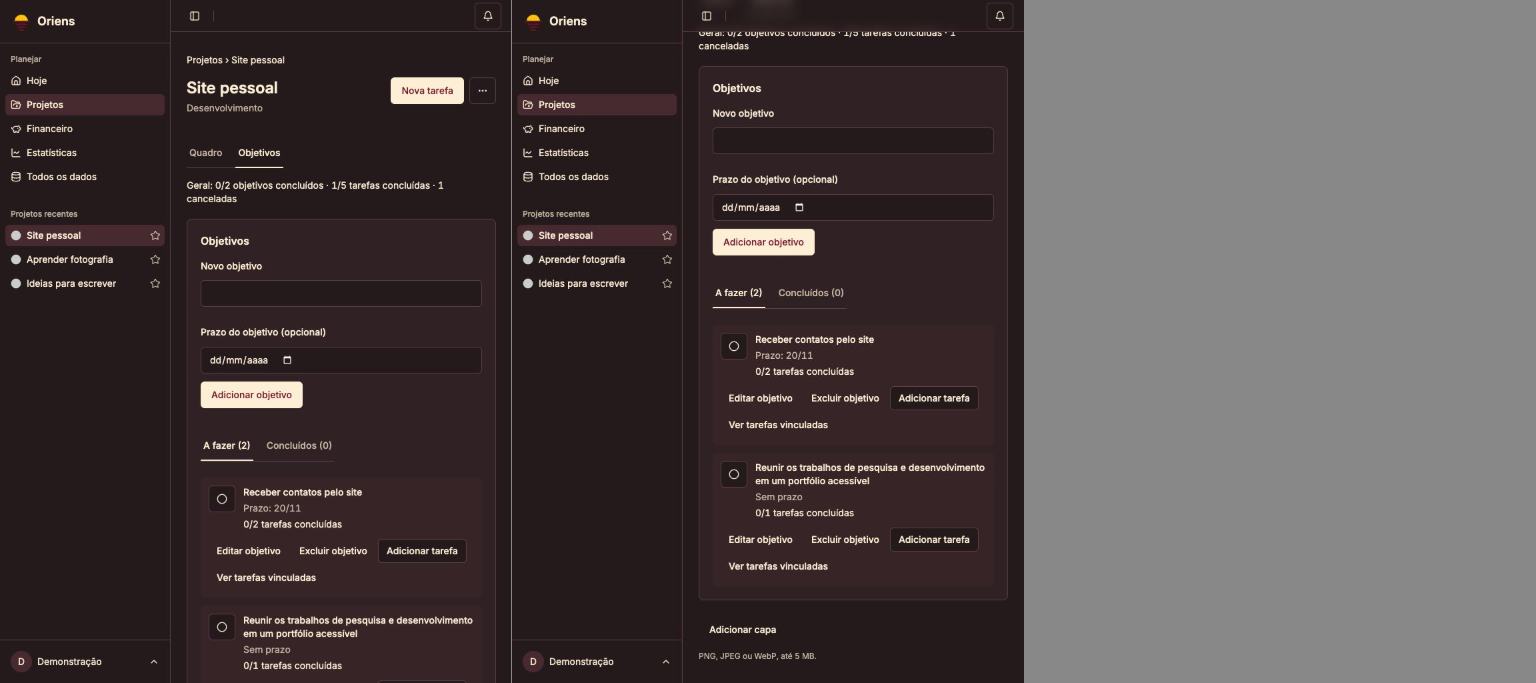 Oriens
Planejar
Hoje
Projetos
Financeiro
Estatísticas
Todos os dados
Projetos recentes
Site pessoal
Aprender fotografia
Ideias para escrever
D Demonstração
Projetos › Site pessoal
Site pessoal
Desenvolvimento
Nova tarefa
Quadro Objetivos
Geral: 0/2 objetivos concluídos · 1/5 tarefas concluídas · 1
canceladas
Objetivos
Novo objetivo
Prazo do objetivo (opcional)
dd/mm/aaaa
Adicionar objetivo
A fazer (2) Concluídos (0)
Receber contatos pelo site
Prazo: 20/11
0/2 tarefas concluídas
Editar objetivo Excluir objetivo Adicionar tarefa
Ver tarefas vinculadas
Reunir os trabalhos de pesquisa e desenvolvimento
em um portfólio acessível
Sem prazo
0/1 tarefas concluídas
Oriens
Planejar
Hoje
Projetos
Financeiro
Estatísticas
Todos os dados
Projetos recentes
Site pessoal
Aprender fotografia
Ideias para escrever
D Demonstração
Geral: 0/2 objetivos concluídos · 1/5 tarefas concluídas · 1
canceladas
Objetivos
Novo objetivo
Prazo do objetivo (opcional)
dd/mm/aaaa
Adicionar objetivo
A fazer (2) Concluídos (0)
Receber contatos pelo site
Prazo: 20/11
0/2 tarefas concluídas
Editar objetivo Excluir objetivo Adicionar tarefa
Ver tarefas vinculadas
Reunir os trabalhos de pesquisa e desenvolvimento
em um portfólio acessível
Sem prazo
0/1 tarefas concluídas
Editar objetivo Excluir objetivo Adicionar tarefa
Ver tarefas vinculadas
Adicionar capa
PNG, JPEG ou WebP, até 5 MB.